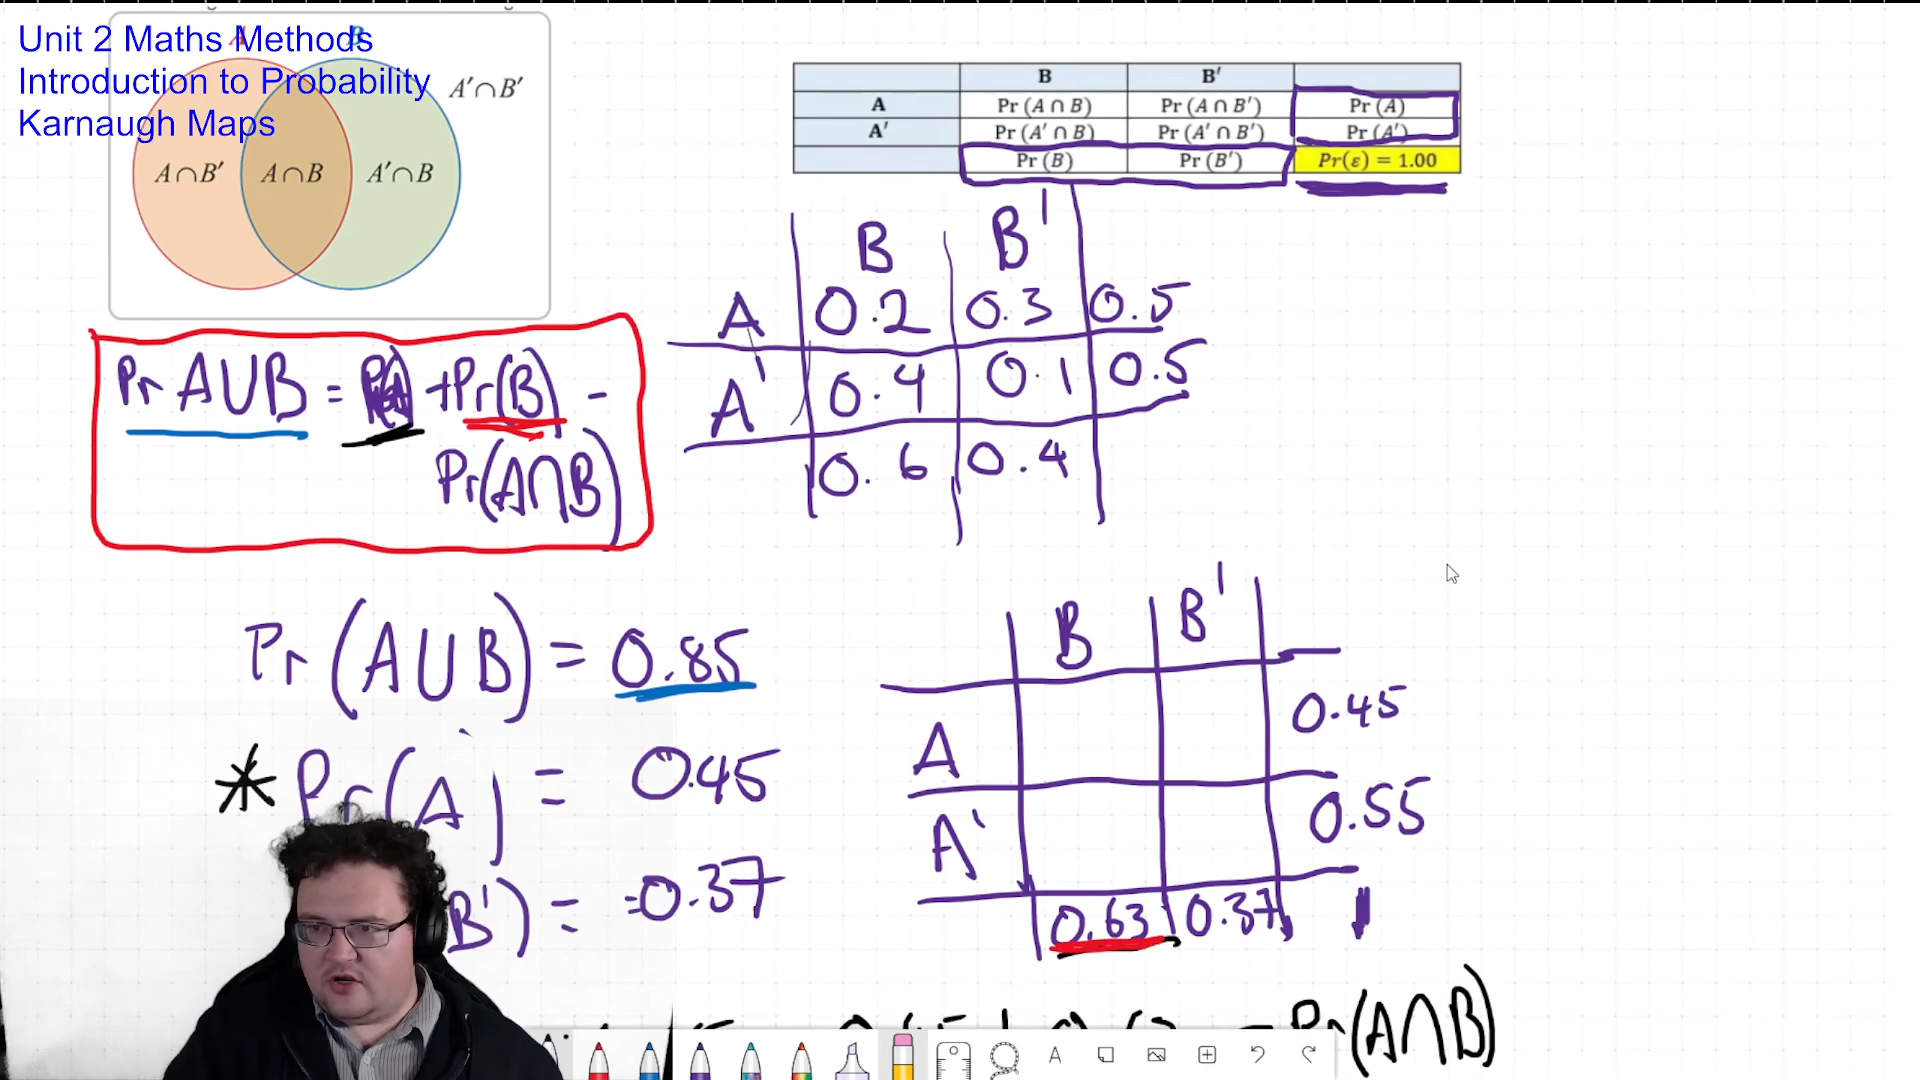 Unit 2 Maths Methods
Introduction to Probability
Karnaugh Maps
A B
A′∩B′
A∩B′ A∩B A′∩B
B B′
A Pr (A ∩ B) Pr (A ∩ B′) Pr (A)
A′ Pr (A′ ∩ B) Pr (A′ ∩ B′) Pr (A′)
Pr (B) Pr (B′) Pr(ε) = 1.00
B B'
A 0.2 0.3 0.5
A' 0.4 0.1 0.5
0.6 0.4
Pr A∪B = Pr(A) + Pr(B) -
Pr(A∩B)
Pr(A∪B) = 0.85
* Pr(A) = 0.45
B') = =0.37
B B'
A 0.45
A' 0.55
0.63 0.37 1
Pr(A∩B)